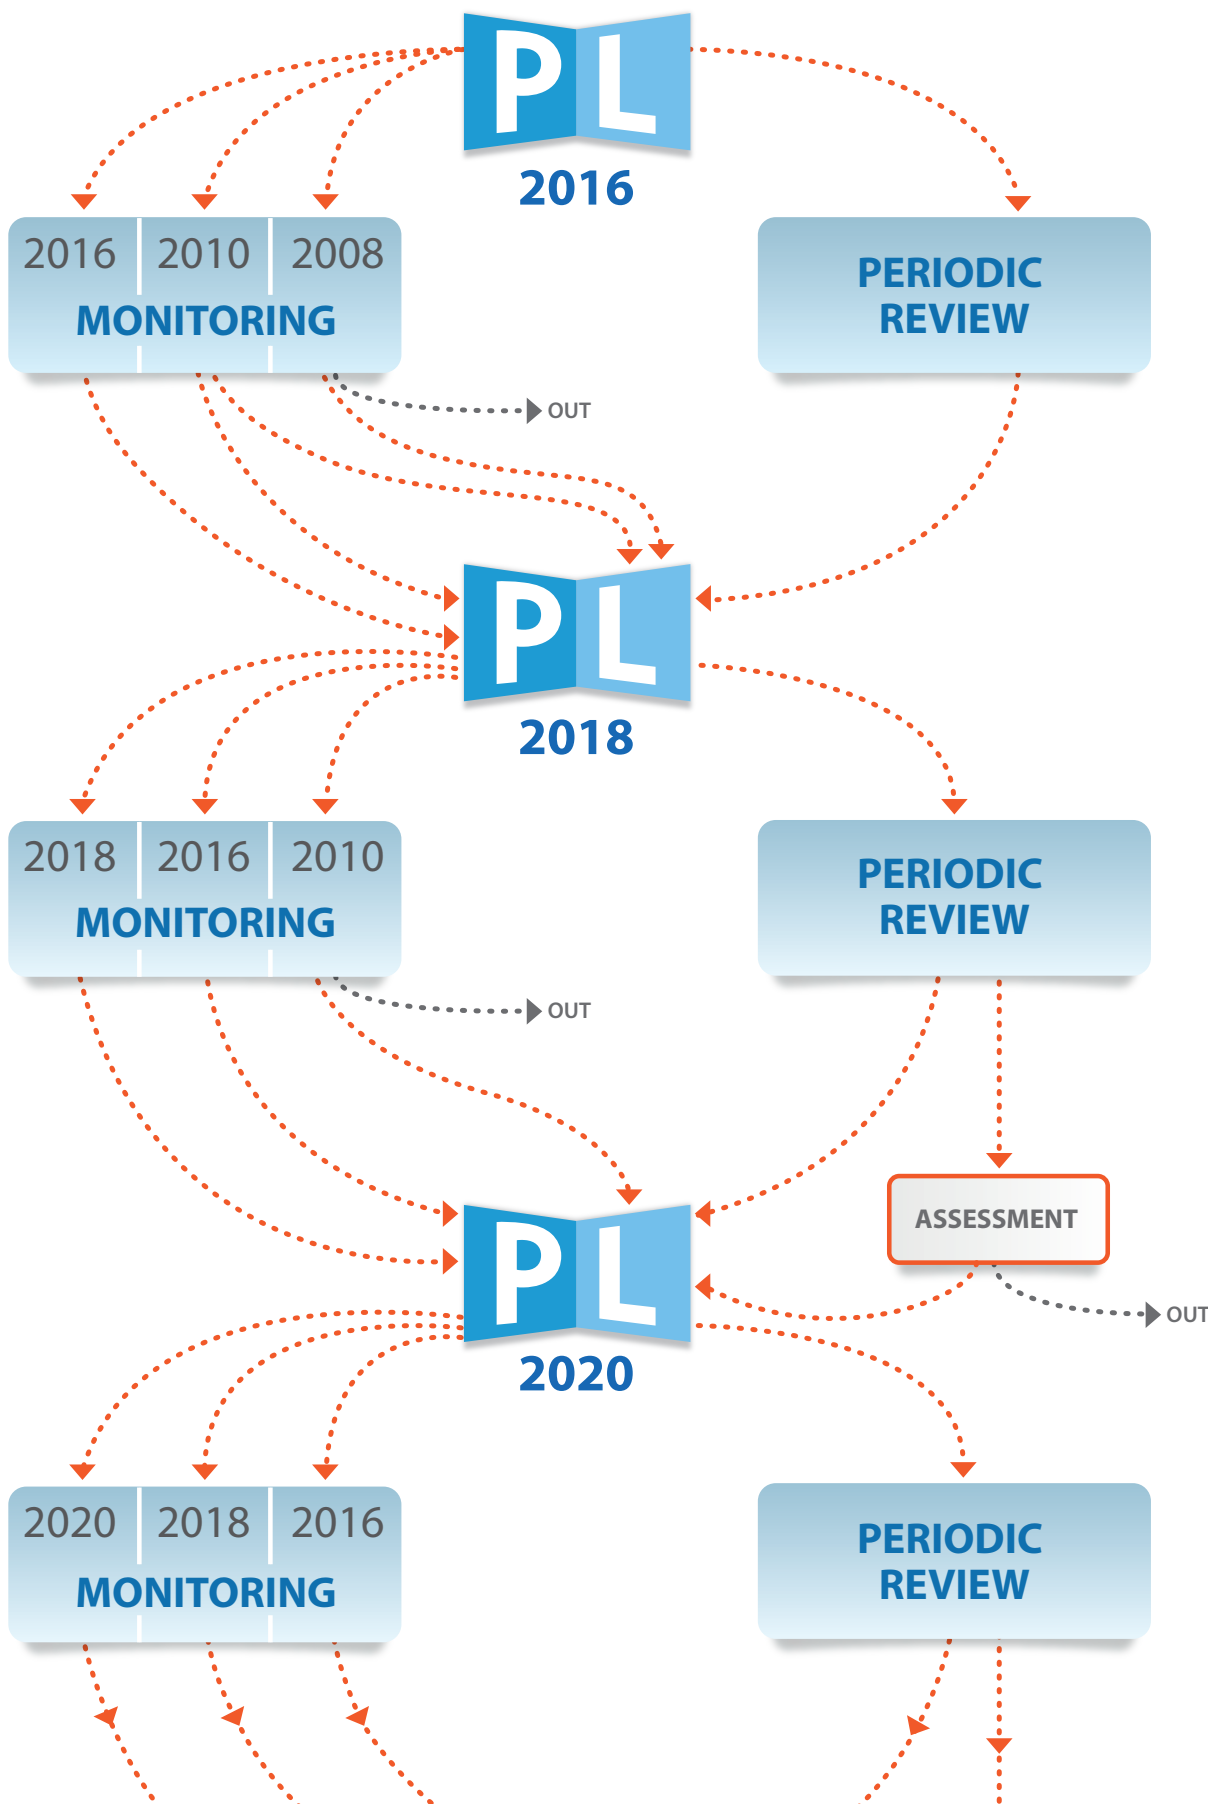 PL
2016
2016 2010 2008
MONITORING
PERIODIC
REVIEW
OUT
PL
2018
2018 2016 2010
MONITORING
PERIODIC
REVIEW
OUT
ASSESSMENT
OUT
PL
2020
2020 2018 2016
MONITORING
PERIODIC
REVIEW